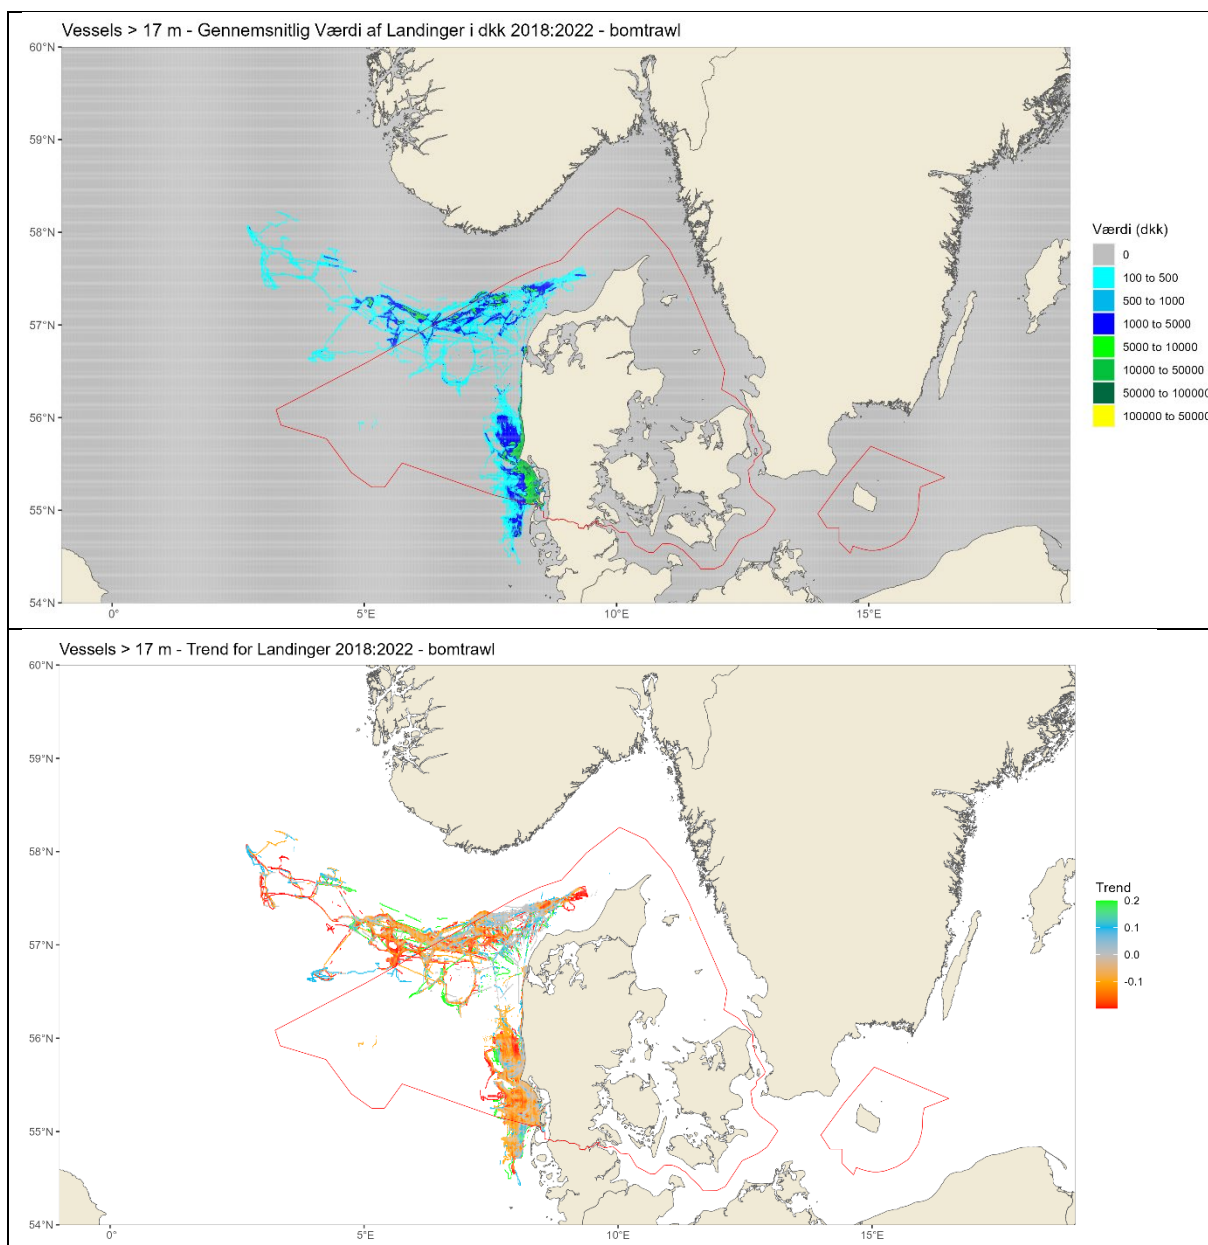 Vessels > 17 m - Gennemsnitlig Værdi af Landinger i dkk 2018:2022 - bomtrawl
60°N
59°N
58°N
57°N
56°N
55°N
54°N
0°
5°E
10°E
15°E
Værdi (dkk)
0
100 to 500
500 to 1000
1000 to 5000
5000 to 10000
10000 to 50000
50000 to 100000
100000 to 50000
Vessels > 17 m - Trend for Landinger 2018:2022 - bomtrawl
60°N
59°N
58°N
57°N
56°N
55°N
54°N
0°
5°E
10°E
15°E
Trend
0.2
0.1
0.0
-0.1